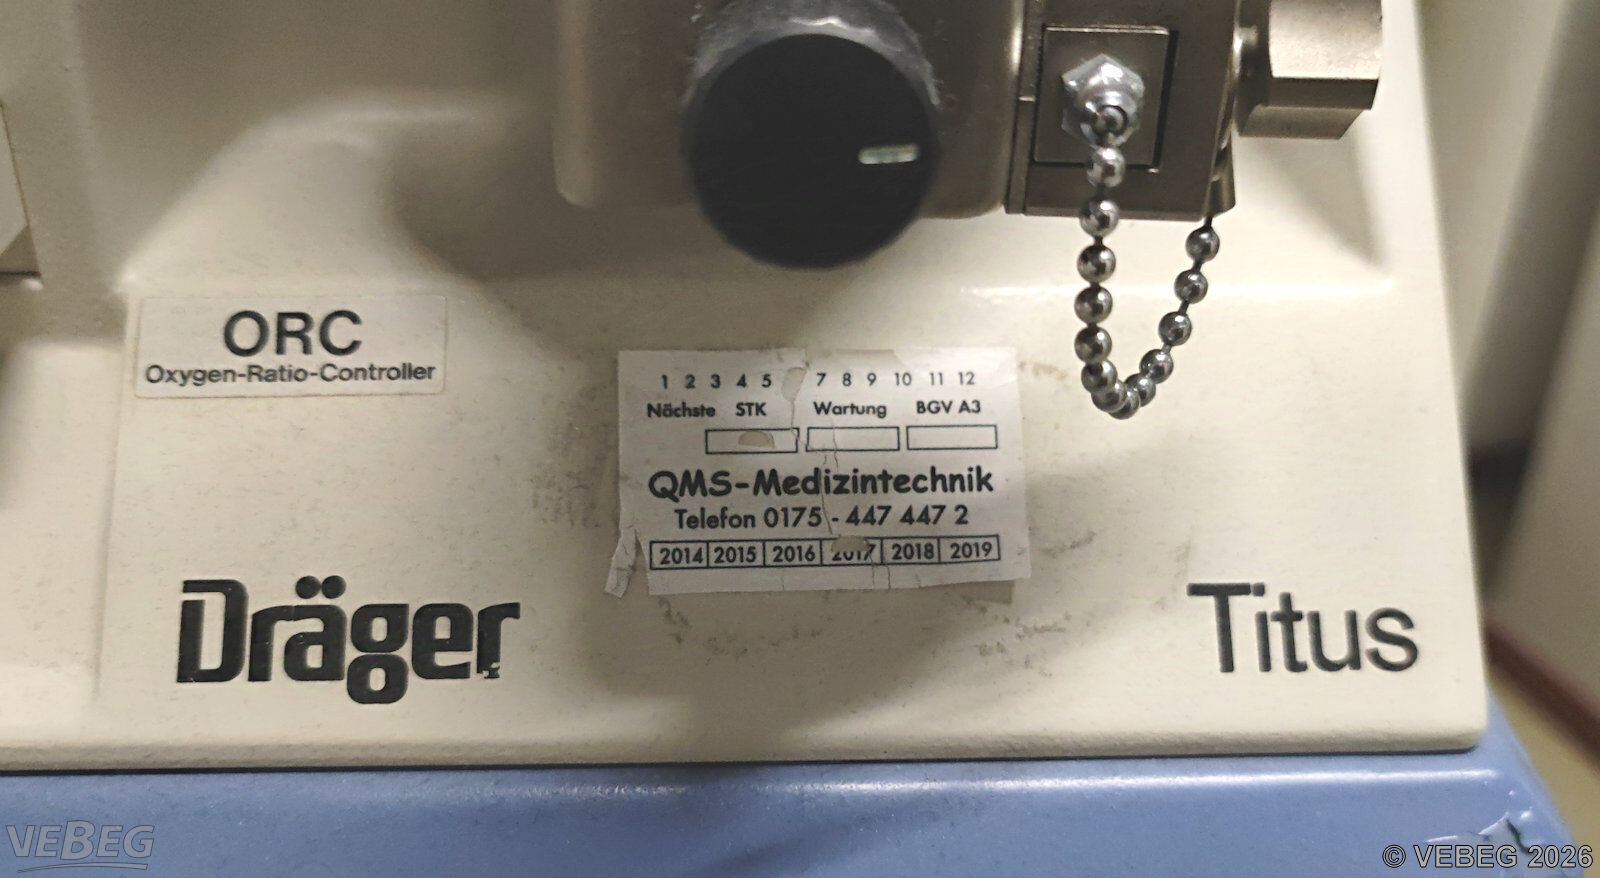 ORC
Oxygen-Ratio-Controller
1 2 3 4 5 7 8 9 10 11 12
Nächste STK Wartung BGV A3
QMS-Medizintechnik
Telefon 0175 - 447 447 2
2014 2015 2016 2017 2018 2019
Dräger
Titus
VEBEG
© VEBEG 2026